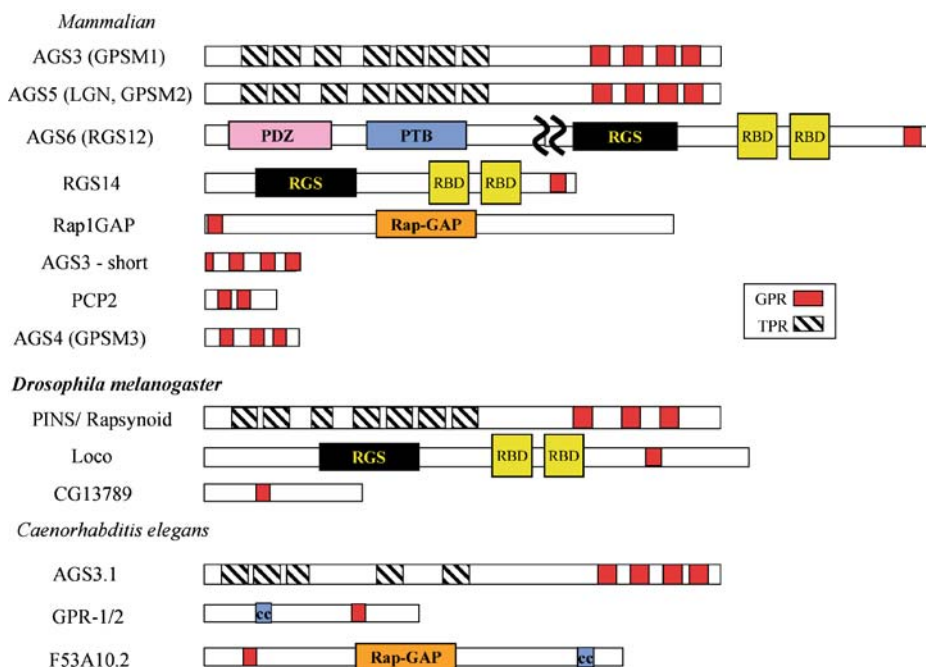 Mammalian
AGS3 (GPSM1)
AGS5 (LGN, GPSM2)
AGS6 (RGS12) PDZ PTB RGS RBD RBD
RGS14 RGS RBD RBD
Rap1GAP Rap-GAP
AGS3 - short
PCP2
GPR
AGS4 (GPSM3)
TPR
Drosophila melanogaster
PINS/ Rapsynoid
Loco RGS RBD RBD
CG13789
Caenorhabditis elegans
AGS3.1
GPR-1/2 cc
F53A10.2 Rap-GAP cc